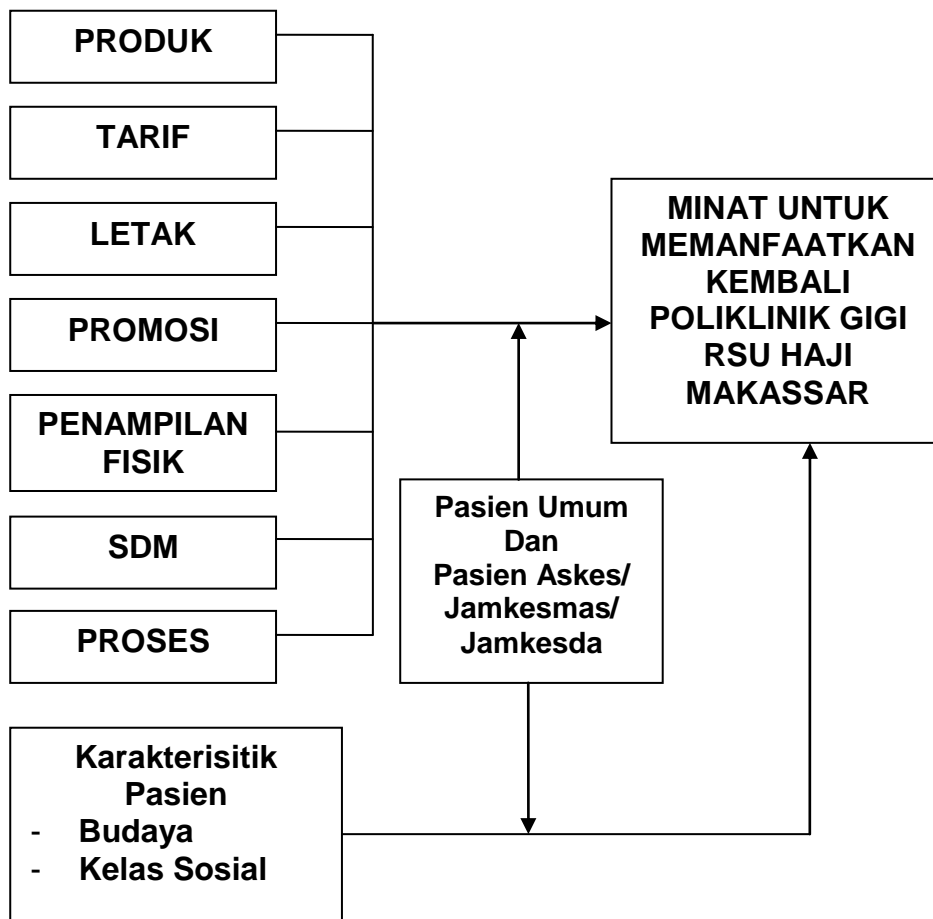 PRODUK
TARIF
LETAK
PROMOSI
PENAMPILAN
FISIK
SDM
PROSES
MINAT UNTUK
MEMANFAATKAN
KEMBALI
POLIKLINIK GIGI
RSU HAJI
MAKASSAR
Pasien Umum
Dan
Pasien Askes/
Jamkesmas/
Jamkesda
Karakterisitik
Pasien
- Budaya
- Kelas Sosial